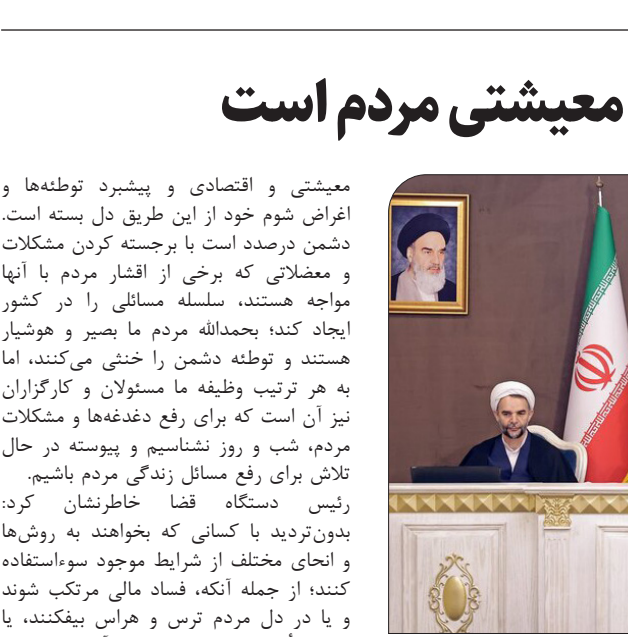 معیشتی مردم است
معیشتی و اقتصادی و پیشبرد توطئه‌ها و
اغراض شوم خود از این طریق دل بسته است.
دشمن درصدد است با برجسته کردن مشکلات
و معضلاتی که برخی از اقشار مردم با آنها
مواجه هستند، سلسله مسائلی را در کشور
ایجاد کند؛ بحمدالله مردم ما بصیر و هوشیار
هستند و توطئه دشمن را خنثی می‌کنند، اما
به هر ترتیب وظیفه ما مسئولان و کارگزاران
نیز آن است که برای رفع دغدغه‌ها و مشکلات
مردم، شب و روز نشناسیم و پیوسته در حال
تلاش برای رفع مسائل زندگی مردم باشیم.
رئیس دستگاه قضا خاطرنشان کرد:
بدون‌تردید با کسانی که بخواهند به روش‌ها
و انحای مختلف از شرایط موجود سوءاستفاده
کنند؛ از جمله آنکه، فساد مالی مرتکب شوند
و یا در دل مردم ترس و هراس بیفکنند، یا